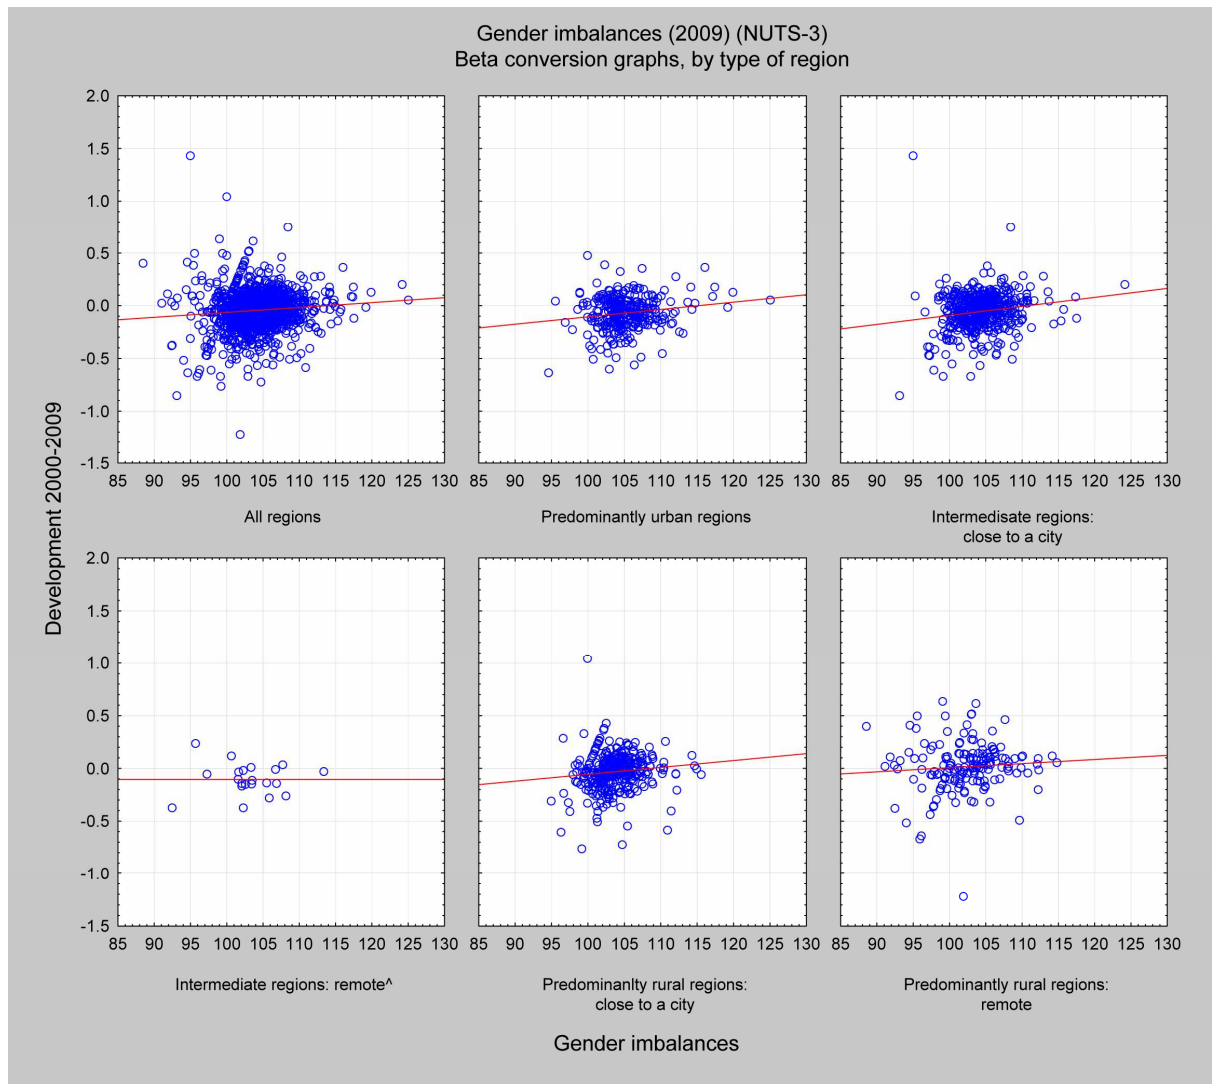 Gender imbalances (2009) (NUTS-3)
Beta conversion graphs, by type of region
Development 2000-2009
2.0
1.5
1.0
0.5
0.0
-0.5
-1.0
-1.5
85 90 95 100 105 110 115 120 125 130
85 90 95 100 105 110 115 120 125 130
85 90 95 100 105 110 115 120 125 130
All regions
Predominantly urban regions
Intermedisate regions:
close to a city
2.0
1.5
1.0
0.5
0.0
-0.5
-1.0
-1.5
85 90 95 100 105 110 115 120 125 130
85 90 95 100 105 110 115 120 125 130
85 90 95 100 105 110 115 120 125 130
Intermediate regions: remote^
Predominanlty rural regions:
close to a city
Predominantly rural regions:
remote
Gender imbalances